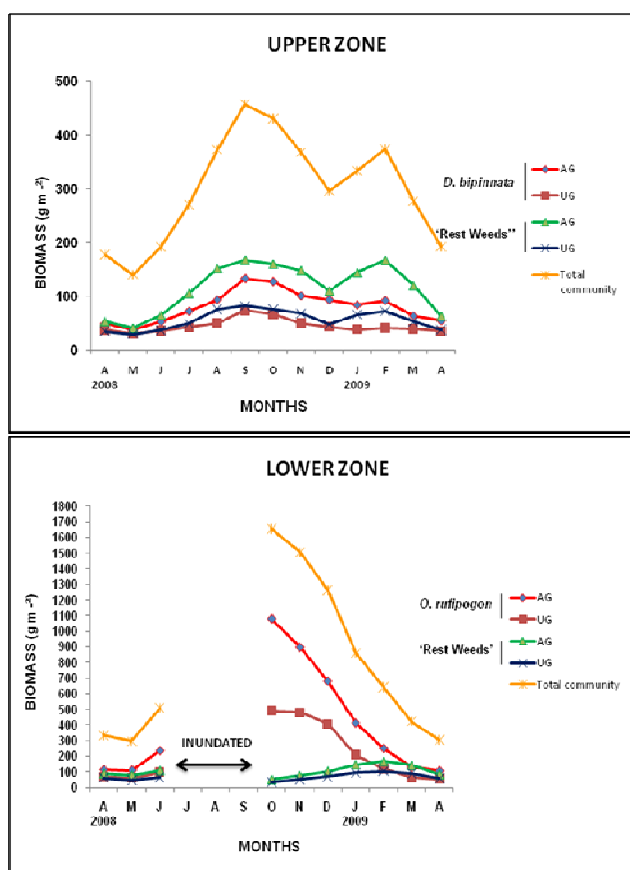 UPPER ZONE
BIOMASS (g m -2)
500
400
300
200
100
0
A M J J A S O N D J F M A
2008 2009
MONTHS
D. bipinnata
AG
UG
'Rest Weeds''
AG
UG
Total
community
LOWER ZONE
BIOMASS (g m -2)
1800
1700
1600
1500
1400
1300
1200
1100
1000
900
800
700
600
500
400
300
200
100
0
INUNDATED
A M J J A S O N D J F M A
2008 2009
MONTHS
O. rufipogon
AG
UG
'Rest Weeds'
AG
UG
Total community